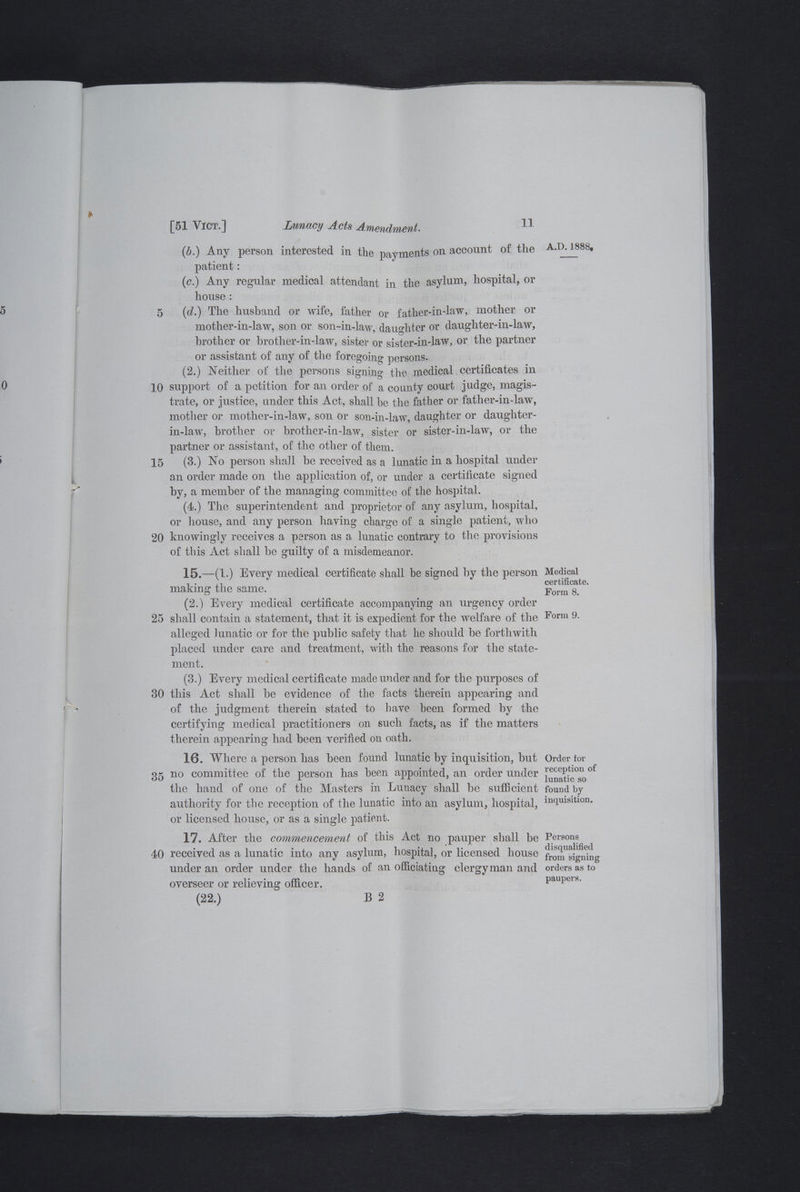 [51 VICT.] Lunacy Acts Amendment. 11
(b.) Any person interested in the payments on account of the A.D. 1888.
patient :
(c.) Any regular medical attendant in the asylum, hospital, or
house :
5 5 (d.) The husband or wife, father or father-in-law, mother or
mother-in-law, son or son-in-law, daughter or daughter-in-law,
brother or brother-in-law, sister or sister-in-law, or the partner
or assistant of any of the foregoing persons.
(2.) Neither of the persons signing the medical certificates in
0 10 support of a petition for an order of a county court judge, magis-
trate, or justice, under this Act, shall be the father or father-in-law,
mother or mother-in-law, son or son-in-law, daughter or daughter-
in-law, brother or brother-in-law, sister or sister-in-law, or the
partner or assistant, of the other of them.
15 (3.) No person shall be received as a lunatic in a hospital under
an order made on the application of, or under a certificate signed
by, a member of the managing committee of the hospital.
(4.) The superintendent and proprietor of any asylum, hospital,
or house, and any person having charge of a single patient, who
20 knowingly receives a person as a lunatic contrary to the provisions
of this Act shall be guilty of a misdemeanor.
15.—(1.) Every medical certificate shall be signed by the person Medical
certificate.
making the same. Form 8.
(2.) Every medical certificate accompanying an urgency order
25 shall contain a statement, that it is expedient for the welfare of the Form 9.
alleged lunatic or for the public safety that he should be forthwith
placed under care and treatment, with the reasons for the state-
ment.
(3.) Every medical certificate made under and for the purposes of
30 this Act shall be evidence of the facts therein appearing and
of the judgment therein stated to have been formed by the
certifying medical practitioners on such facts, as if the matters
therein appearing had been verified on oath.
16. Where a person has been found lunatic by inquisition, but Order for
35 no committee of the person has been appointed, an order under reception of
lunatic so
the hand of one of the Masters in Lunacy shall be sufficient found by
authority for the reception of the lunatic into an asylum, hospital, inquisition.
or licensed house, or as a single patient.
17. After the commencement of this Act no pauper shall be Persons
disqualified
40 received as a lunatic into any asylum, hospital, or licensed house from signing
under an order under the hands of an officiating clergyman and orders as to
overseer or relieving officer. paupers.
(22.) B 2